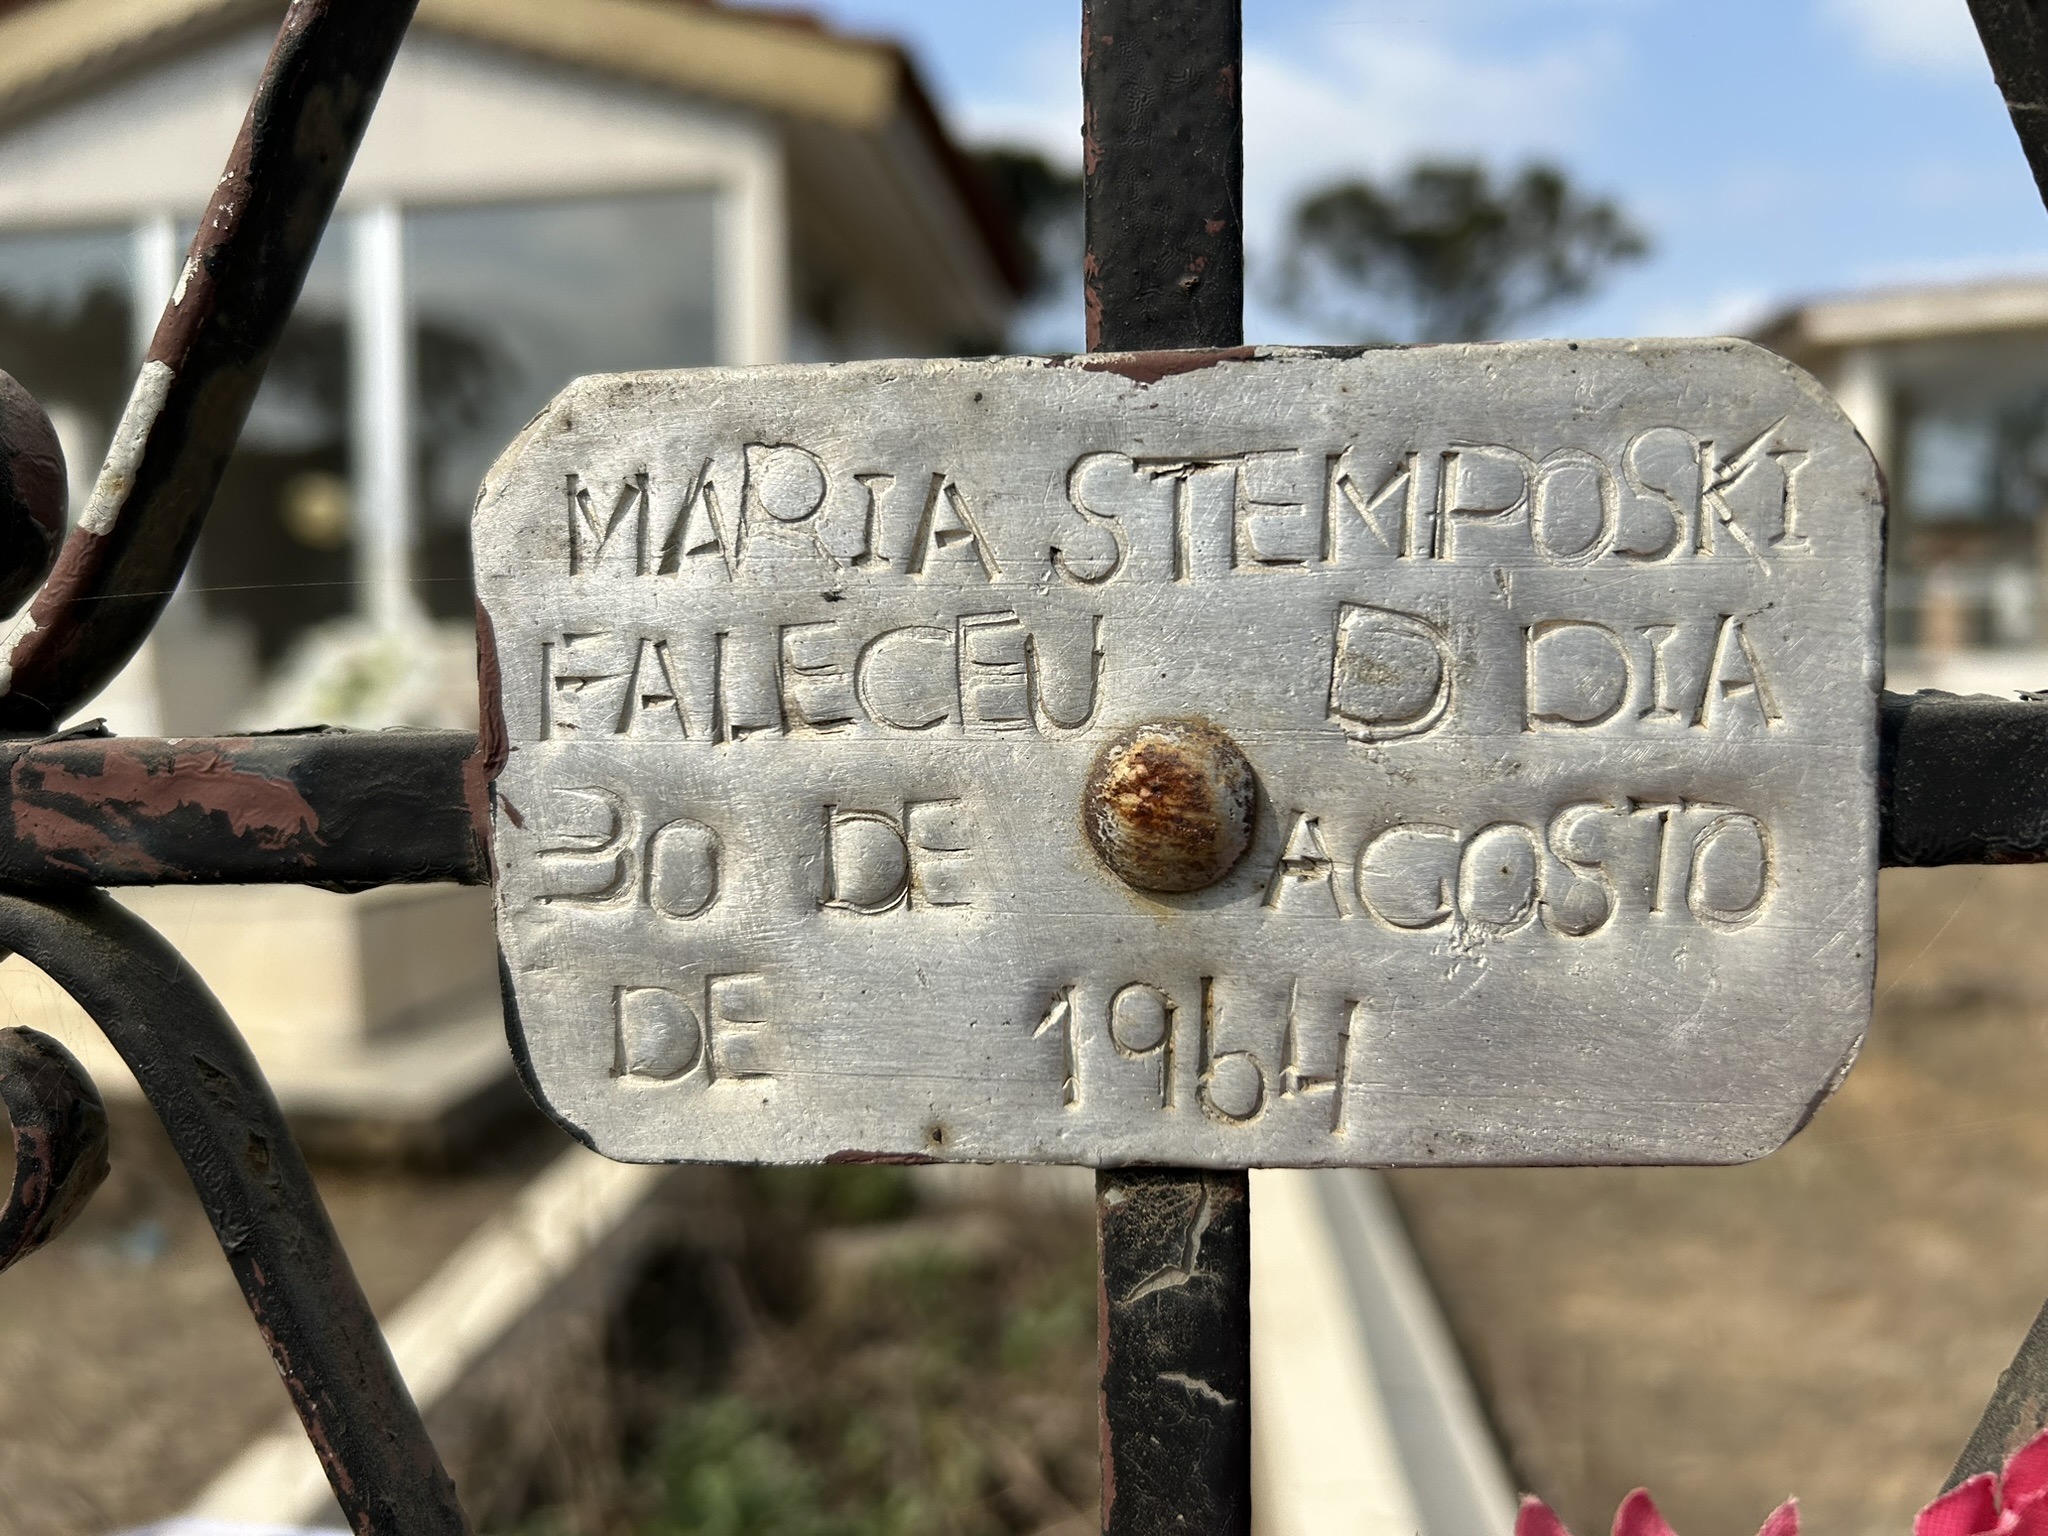 MARIA STEMPOSKI
FALECEU D DIA
30 DE AGOSTO
DE 1964